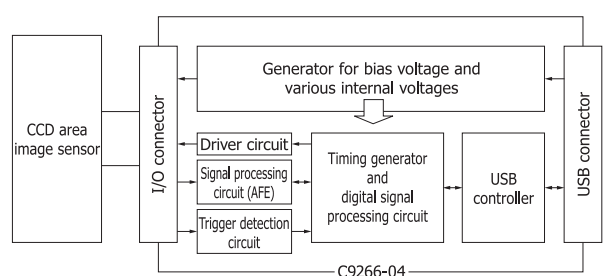 CCD area
image sensor
I/O connector
Generator for bias voltage and
various internal voltages
Driver circuit
Signal processing
circuit (AFE)
Trigger detection
circuit
Timing generator
and
digital signal
processing circuit
USB
controller
USB connector
C9266-04